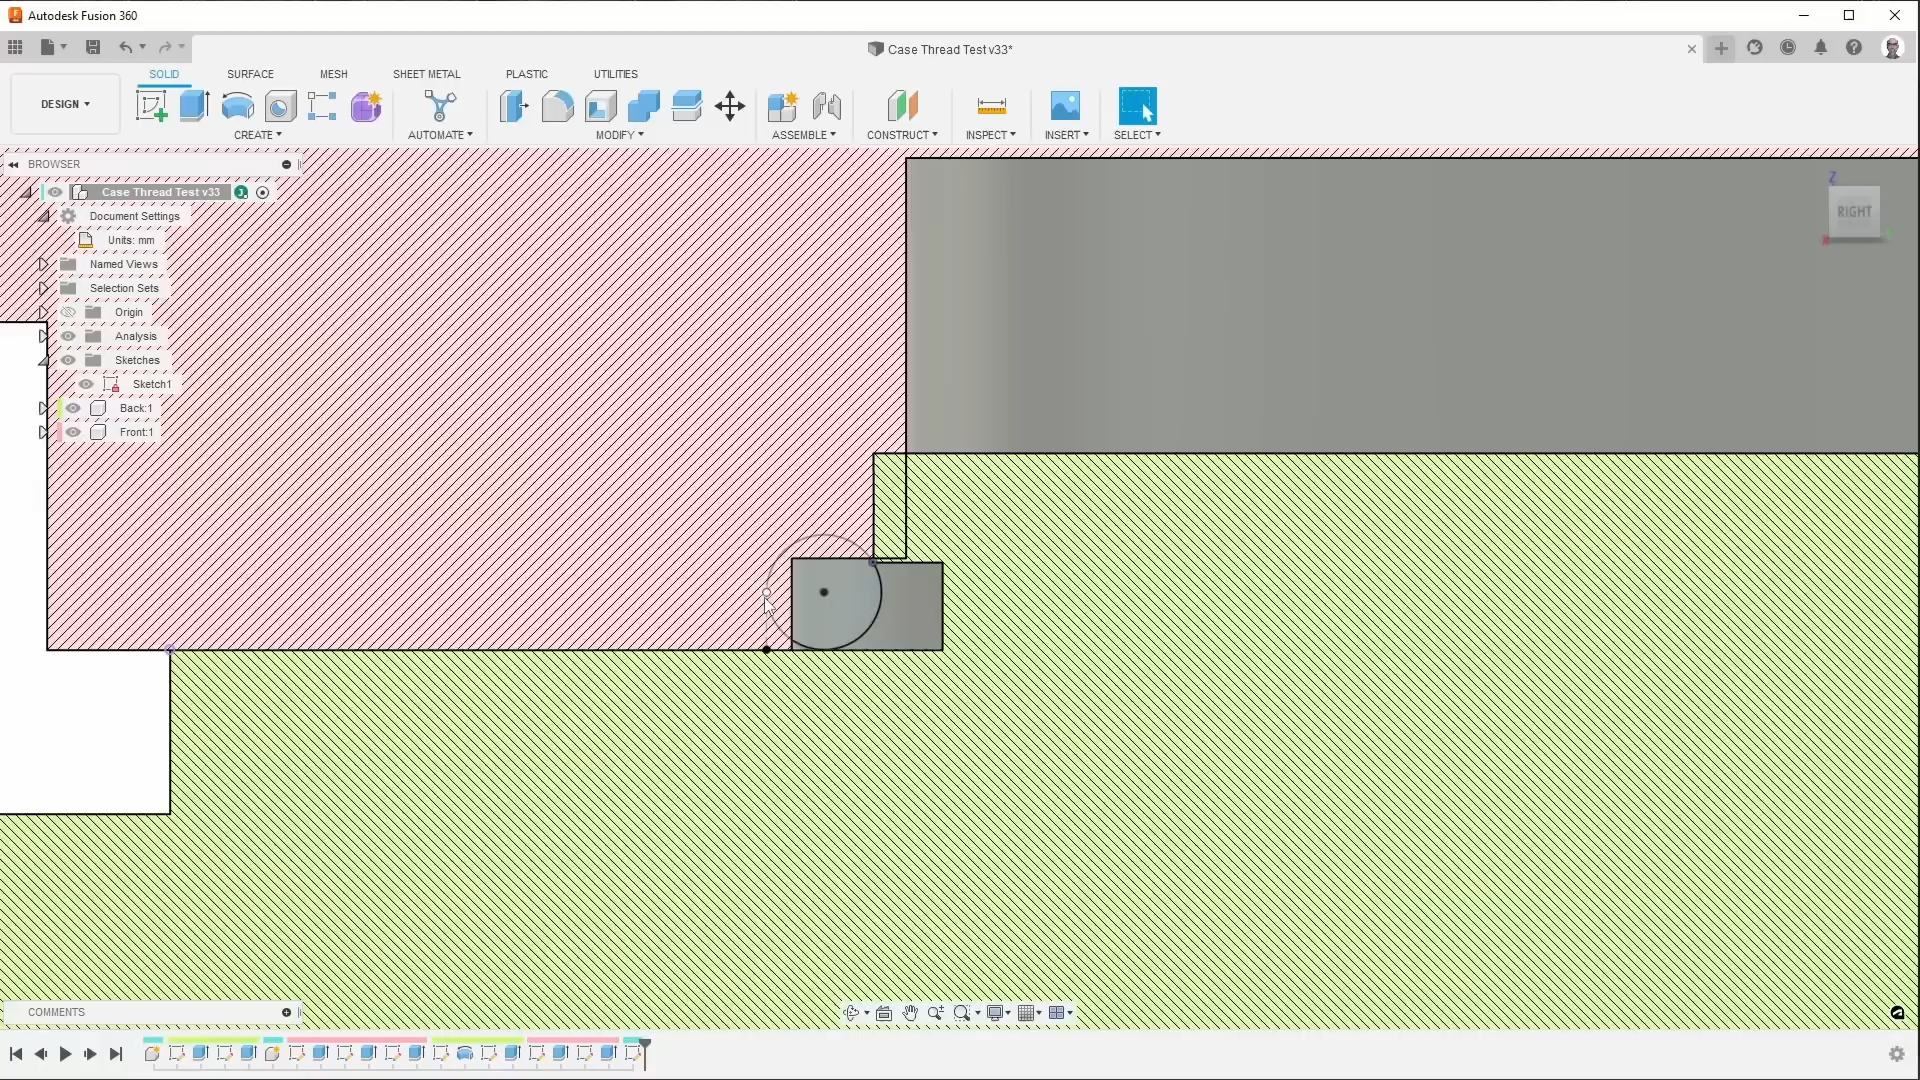 Autodesk Fusion 360
Case Thread Test v33*
SOLID SURFACE MESH SHEET METAL PLASTIC UTILITIES
DESIGN
CREATE AUTOMATE MODIFY ASSEMBLE CONSTRUCT INSPECT INSERT SELECT
BROWSER
Case Thread Test v33
Document Settings
Units: mm
Named Views
Selection Sets
Origin
Analysis
Sketches
Sketch1
Back:1
Front:1
Z
RIGHT
COMMENTS